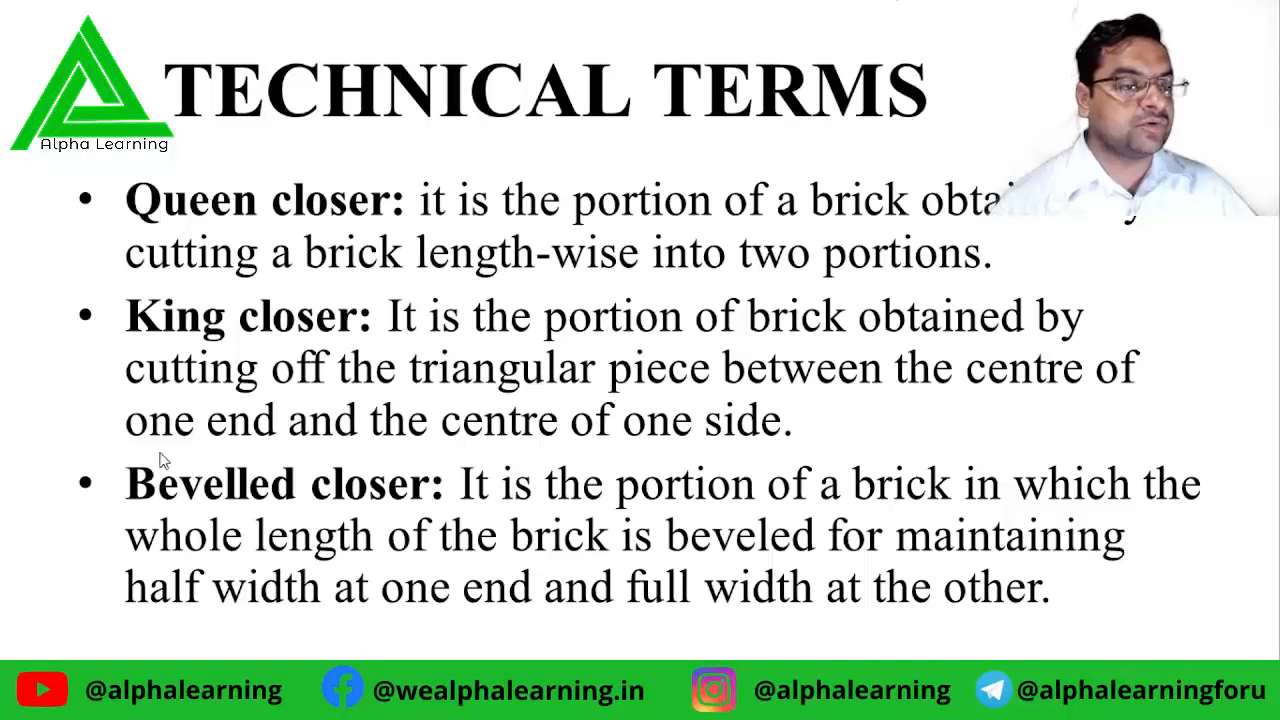 TECHNICAL TERMS
Alpha Learning
• Queen closer: it is the portion of a brick
cutting a brick length-wise into two portions.
• King closer: It is the portion of brick obtained by
cutting off the triangular piece between the centre of
one end and the centre of one side.
• Bevelled closer: It is the portion of a brick in which the
whole length of the brick is beveled for maintaining
half width at one end and full width at the other.
@alphalearning @wealphalearning.in @alphalearning @alphalearningforu